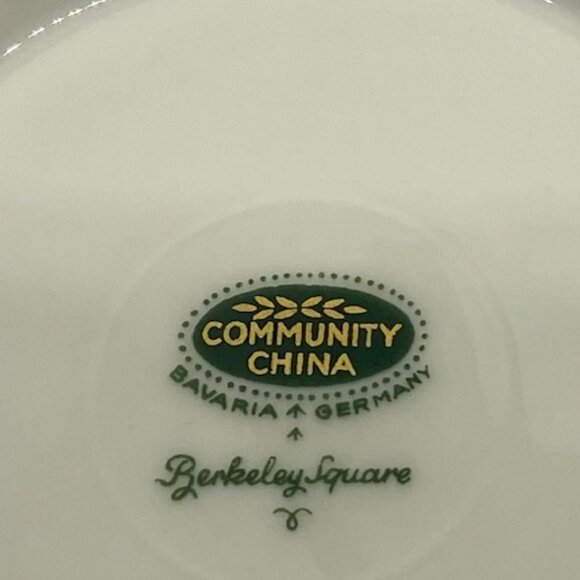 COMMUNITY
CHINA
BAVARIA GERMANY
Berkeley Square